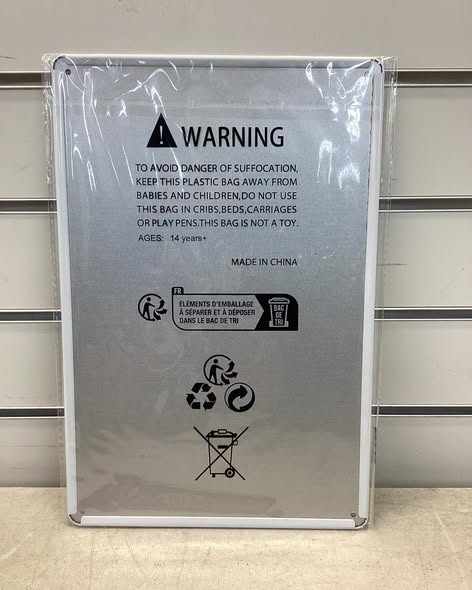 WARNING
TO AVOID DANGER OF SUFFOCATION,
KEEP THIS PLASTIC BAG AWAY FROM
BABIES AND CHILDREN,DO NOT USE
THIS BAG IN CRIBS,BEDS,CARRIAGES
OR PLAY PENS.THIS BAG IS NOT A TOY.
AGES: 14 years+
MADE IN CHINA
FR
ÉLÉMENTS D'EMBALLAGE
À SÉPARER ET À DÉPOSER
DANS LE BAC DE TRI
BAC
DE
TRI